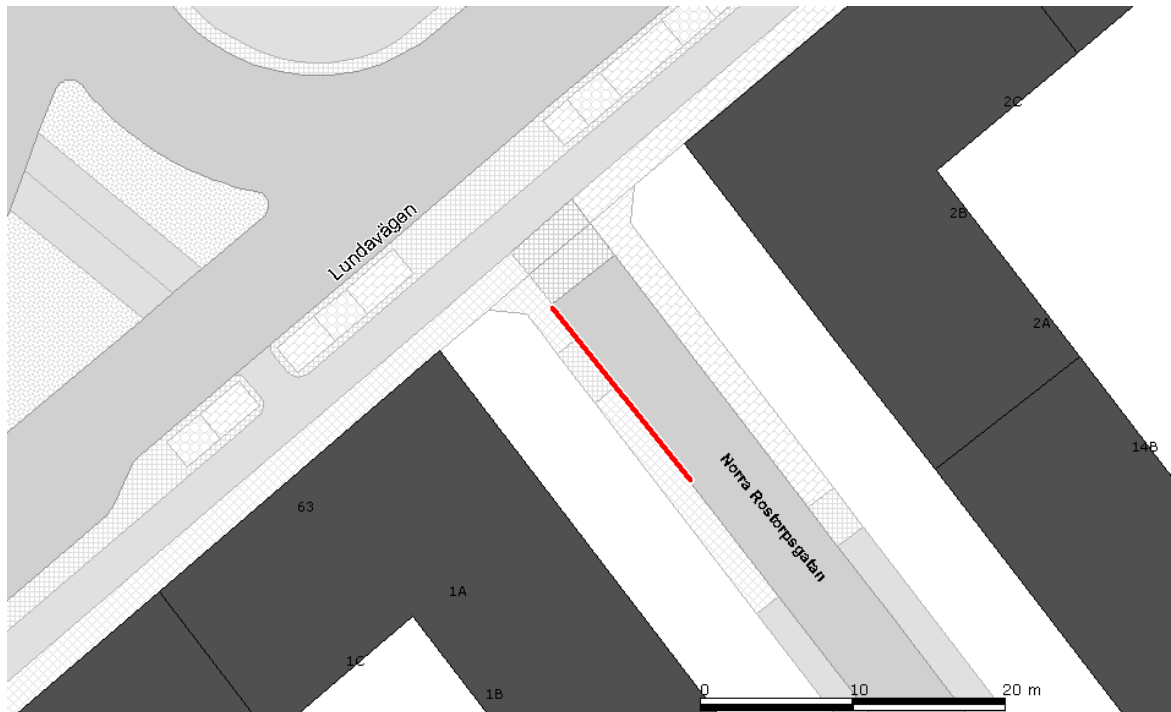 2C
2B
Lundavägen
2A
14B
Norra Rostorpsgatan
63
1A
1C
1B
0 10 20 m